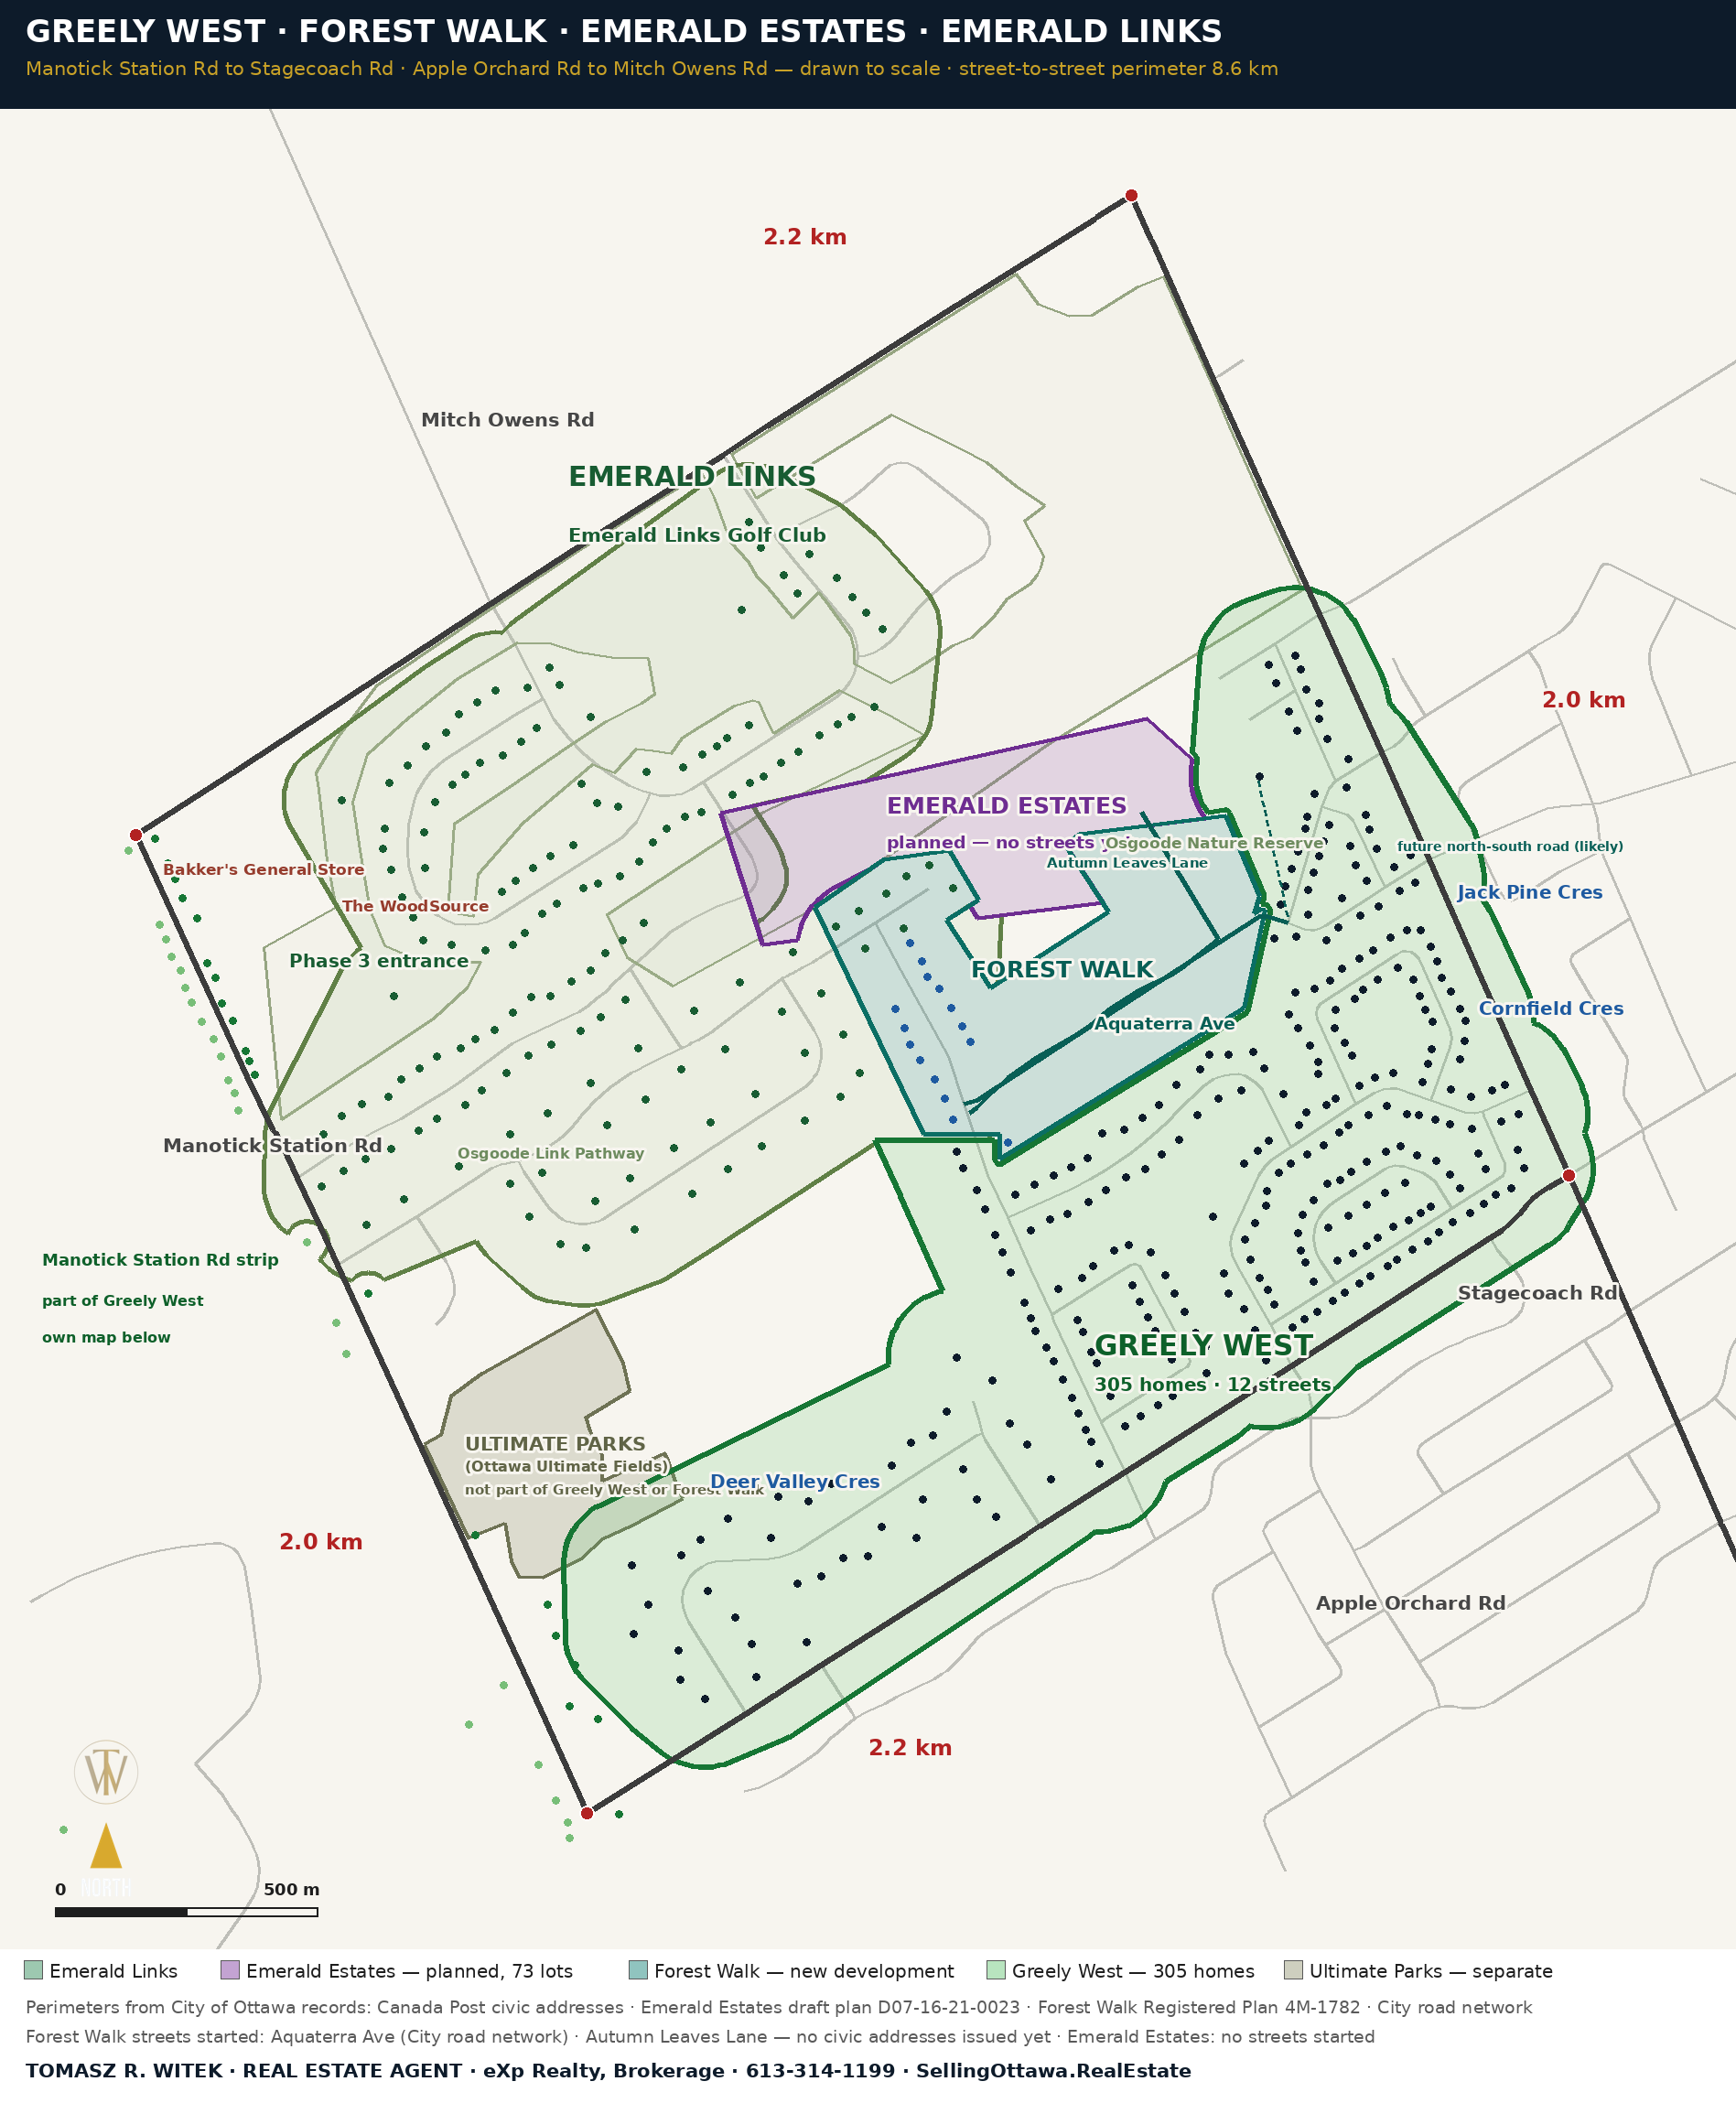 GREELY WEST · FOREST WALK · EMERALD ESTATES · EMERALD LINKS
Manotick Station Rd to Stagecoach Rd · Apple Orchard Rd to Mitch Owens Rd — drawn to scale · street-to-street perimeter 8.6 km
2.2 km
Mitch Owens Rd
EMERALD LINKS
Emerald Links Golf Club
2.0 km
EMERALD ESTATES
planned — no streets
Osgoode Nature Reserve
future north-south road (likely)
Autumn Leaves Lane
Bakker's General Store
Jack Pine Cres
The WoodSource
Phase 3 entrance
FOREST WALK
Cornfield Cres
Aquaterra Ave
Manotick Station Rd
Osgoode Link Pathway
Manotick Station Rd strip
part of Greely West
own map below
Stagecoach Rd
GREELY WEST
305 homes · 12 streets
ULTIMATE PARKS
(Ottawa Ultimate Fields)
not part of Greely West or Forest Walk
Deer Valley Cres
2.0 km
Apple Orchard Rd
2.2 km
TW
NORTH
0 500 m
Emerald Links
Emerald Estates — planned, 73 lots
Forest Walk — new development
Greely West — 305 homes
Ultimate Parks — separate
Perimeters from City of Ottawa records: Canada Post civic addresses · Emerald Estates draft plan D07-16-21-0023 · Forest Walk Registered Plan 4M-1782 · City road network
Forest Walk streets started: Aquaterra Ave (City road network) · Autumn Leaves Lane — no civic addresses issued yet · Emerald Estates: no streets started
TOMASZ R. WITEK · REAL ESTATE AGENT · eXp Realty, Brokerage · 613-314-1199 · SellingOttawa.RealEstate